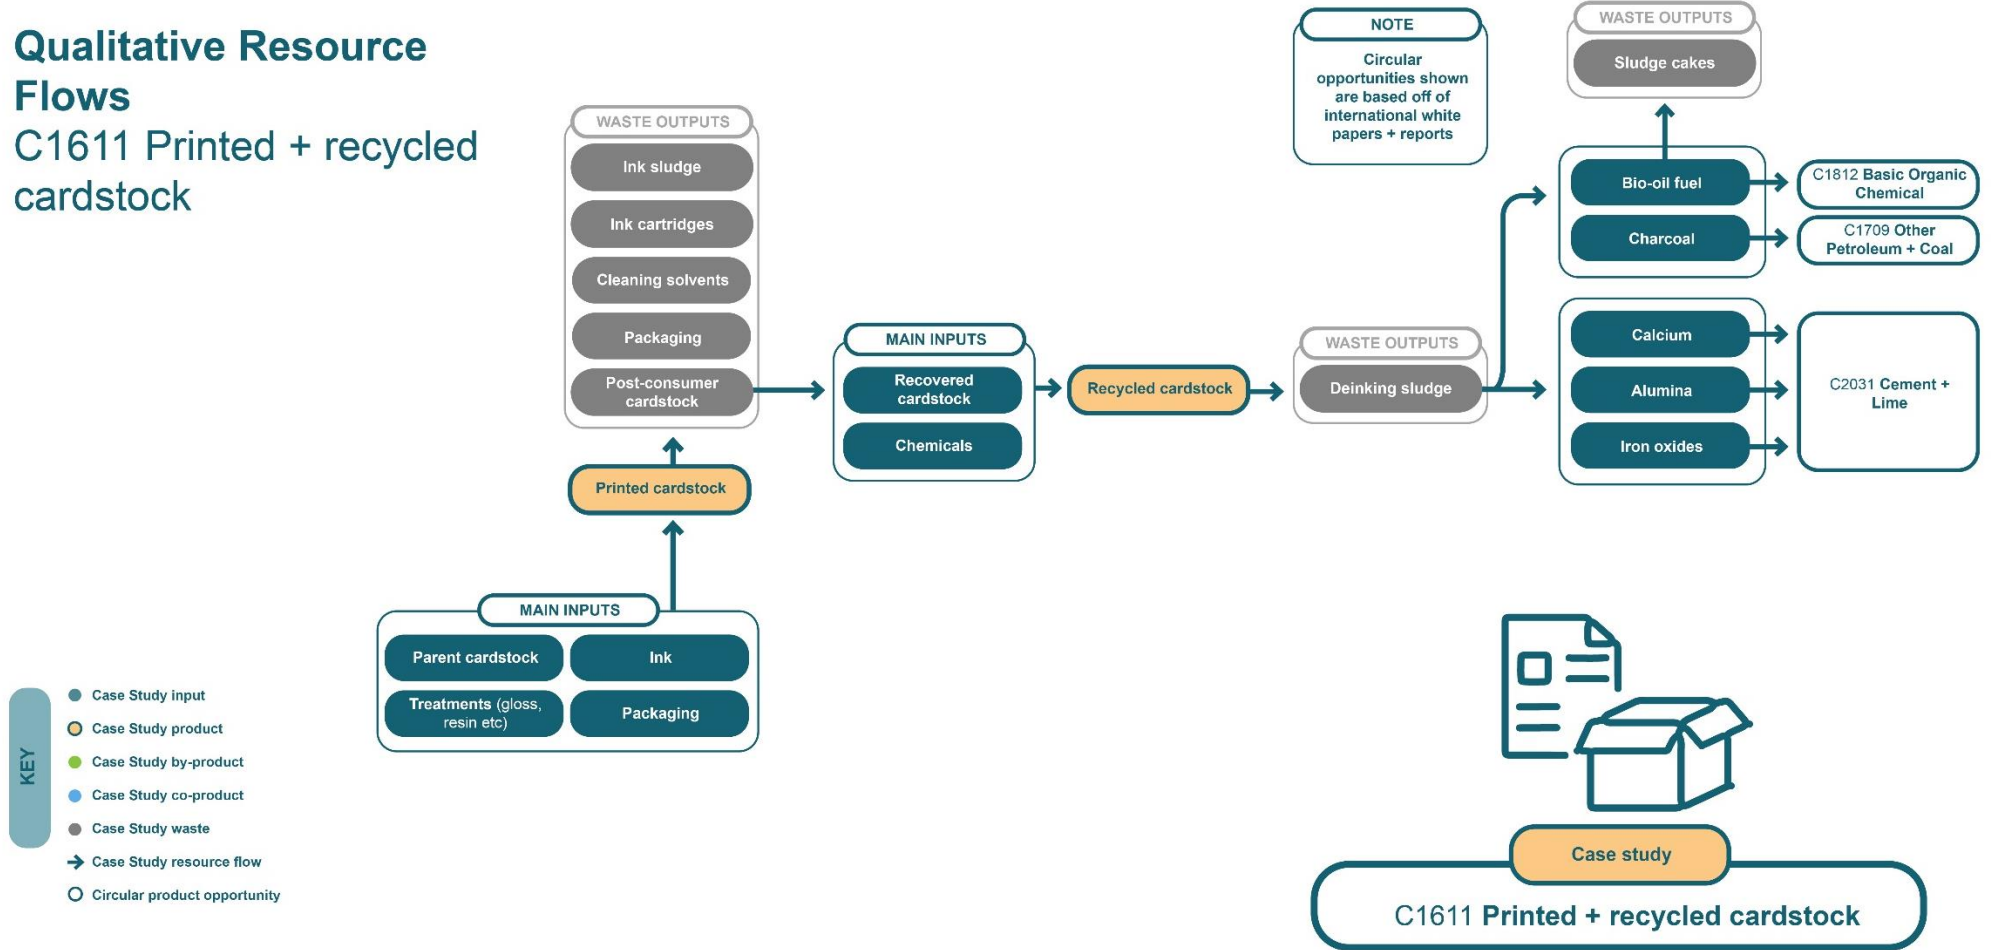 Qualitative Resource
Flows
C1611 Printed + recycled
cardstock
WASTE OUTPUTS
Ink sludge
Ink cartridges
Cleaning solvents
Packaging
Post-consumer
cardstock
Printed cardstock
MAIN INPUTS
Parent cardstock
Ink
Treatments (gloss,
resin etc)
Packaging
MAIN INPUTS
Recovered
cardstock
Chemicals
Recycled cardstock
WASTE OUTPUTS
Deinking sludge
NOTE
Circular
opportunities shown
are based off of
international white
papers + reports
WASTE OUTPUTS
Sludge cakes
Bio-oil fuel
Charcoal
C1812 Basic Organic
Chemical
C1709 Other
Petroleum + Coal
Calcium
Alumina
Iron oxides
C2031 Cement +
Lime
KEY
Case Study input
Case Study product
Case Study by-product
Case Study co-product
Case Study waste
Case Study resource flow
Circular product opportunity
Case study
C1611 Printed + recycled cardstock